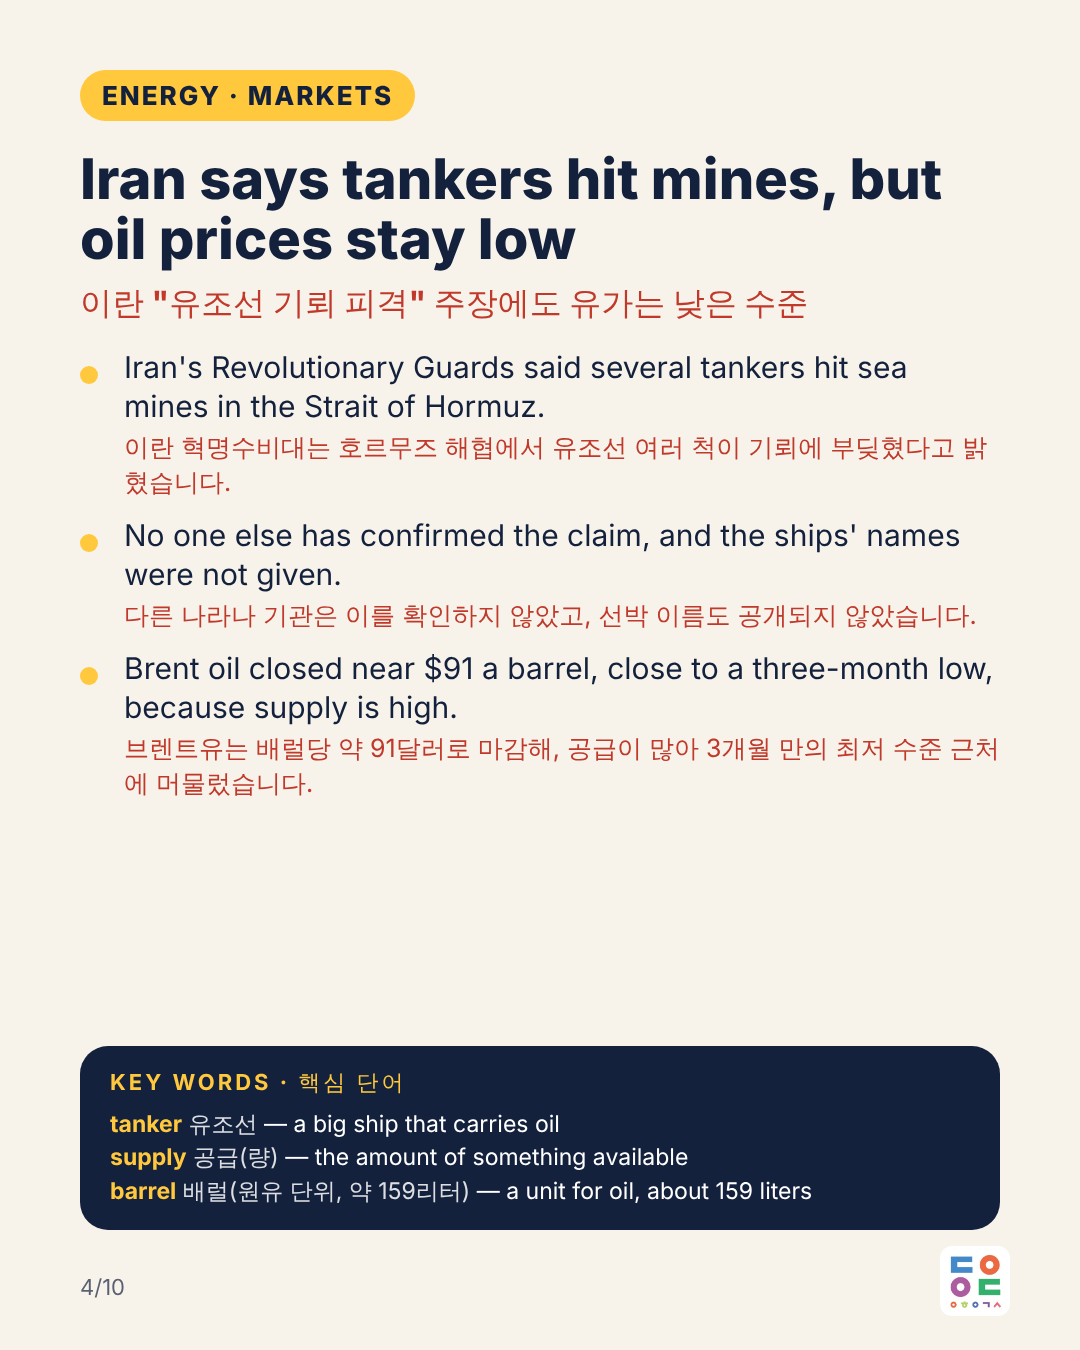 ENERGY · MARKETS
Iran says tankers hit mines, but
oil prices stay low
이란 "유조선 기뢰 피격" 주장에도 유가는 낮은 수준
Iran's Revolutionary Guards said several tankers hit sea
mines in the Strait of Hormuz.
이란 혁명수비대는 호르무즈 해협에서 유조선 여러 척이 기뢰에 부딪혔다고 밝
혔습니다.
No one else has confirmed the claim, and the ships' names
were not given.
다른 나라나 기관은 이를 확인하지 않았고, 선박 이름도 공개되지 않았습니다.
Brent oil closed near $91 a barrel, close to a three-month low,
because supply is high.
브렌트유는 배럴당 약 91달러로 마감해, 공급이 많아 3개월 만의 최저 수준 근처
에 머물렀습니다.
KEY WORDS · 핵심 단어
tanker 유조선 — a big ship that carries oil
supply 공급(량) — the amount of something available
barrel 배럴(원유 단위, 약 159리터) — a unit for oil, about 159 liters
4/10